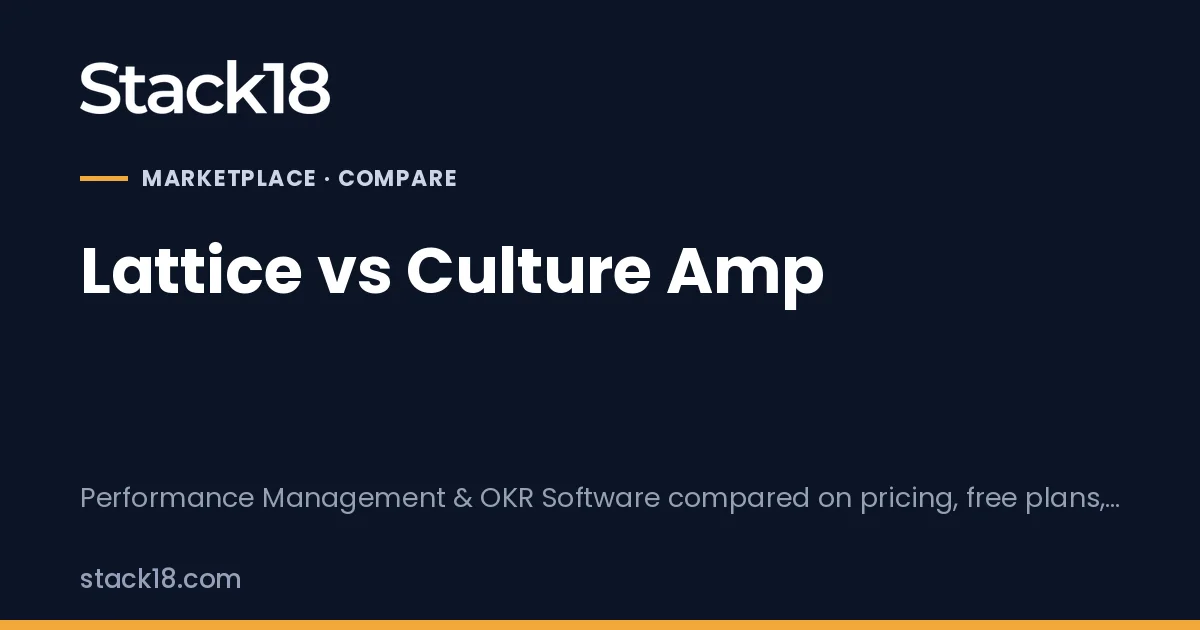 Stack18
MARKETPLACE · COMPARE
Lattice vs Culture Amp
Performance Management & OKR Software compared on pricing, free plans,...
stack18.com